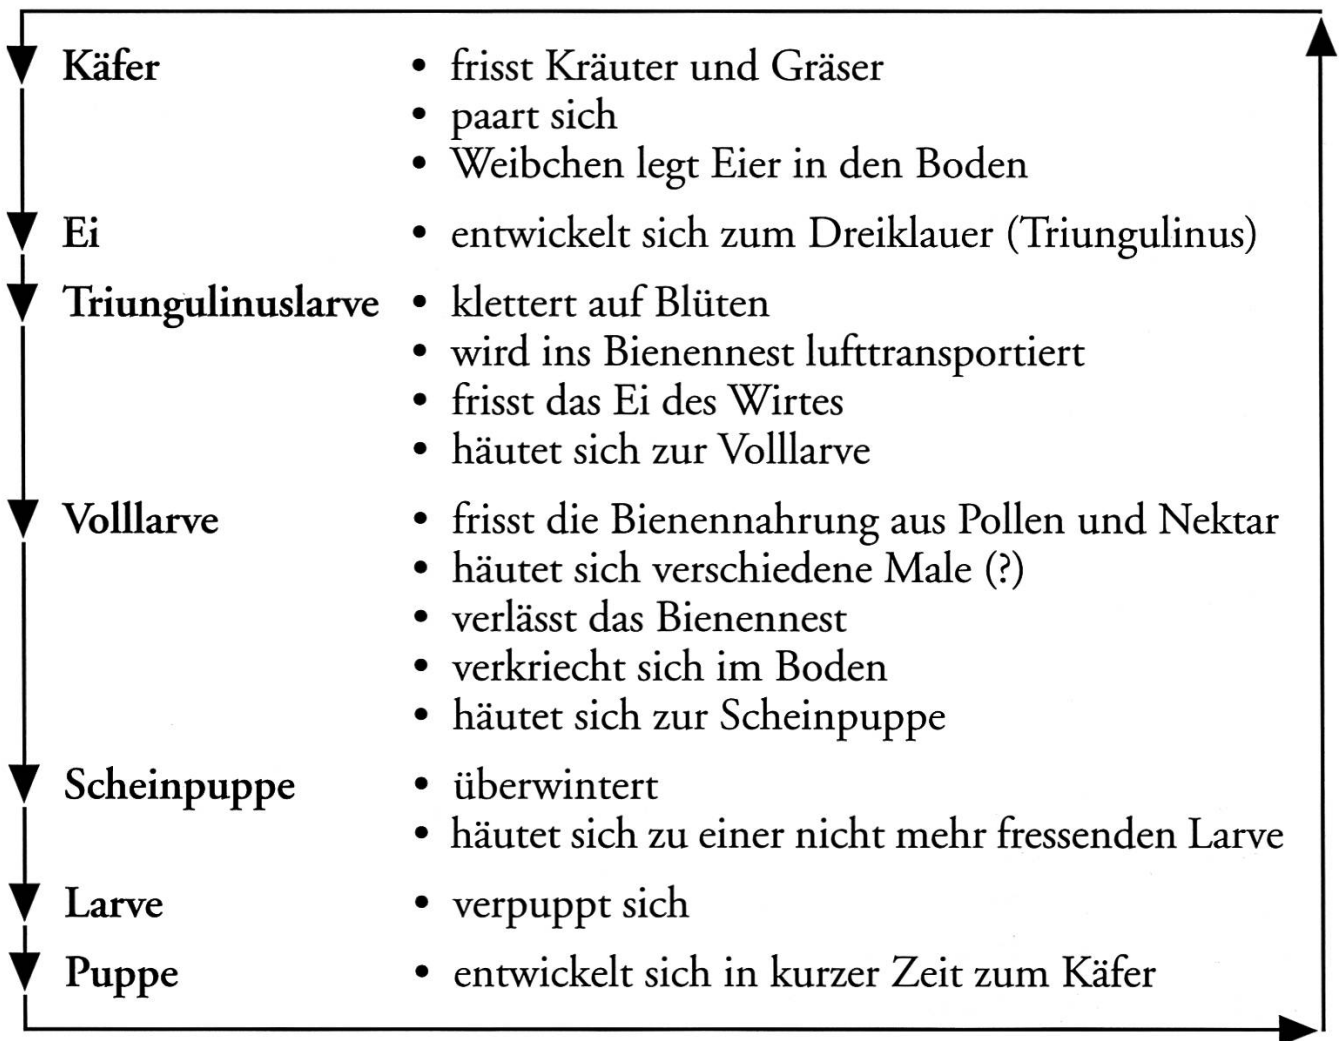 Käfer • frisst Kräuter und Gräser
• paart sich
• Weibchen legt Eier in den Boden
Ei • entwickelt sich zum Dreiklauer (Triungulinus)
Triungulinuslarve • klettert auf Blüten
• wird ins Bienennest lufttransportiert
• frisst das Ei des Wirtes
• häutet sich zur Volllarve
Volllarve • frisst die Bienennahrung aus Pollen und Nektar
• häutet sich verschiedene Male (?)
• verlässt das Bienennest
• verkriecht sich im Boden
• häutet sich zur Scheinpuppe
Scheinpuppe • überwintert
• häutet sich zu einer nicht mehr fressenden Larve
Larve • verpuppt sich
Puppe • entwickelt sich in kurzer Zeit zum Käfer